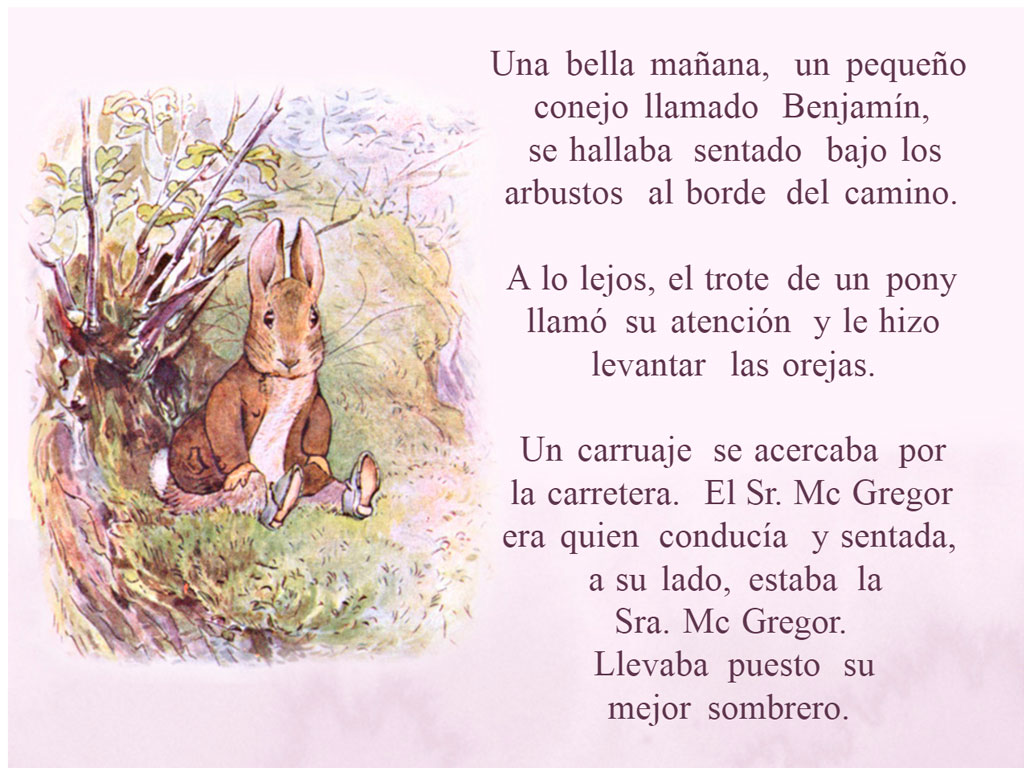 Una bella mañana, un pequeño
conejo llamado Benjamín,
se hallaba sentado bajo los
arbustos al borde del camino.
A lo lejos, el trote de un pony
llamó su atención y le hizo
levantar las orejas.
Un carruaje se acercaba por
la carretera. El Sr. Mc Gregor
era quien conducía y sentada,
a su lado, estaba la
Sra. Mc Gregor.
Llevaba puesto su
mejor sombrero.